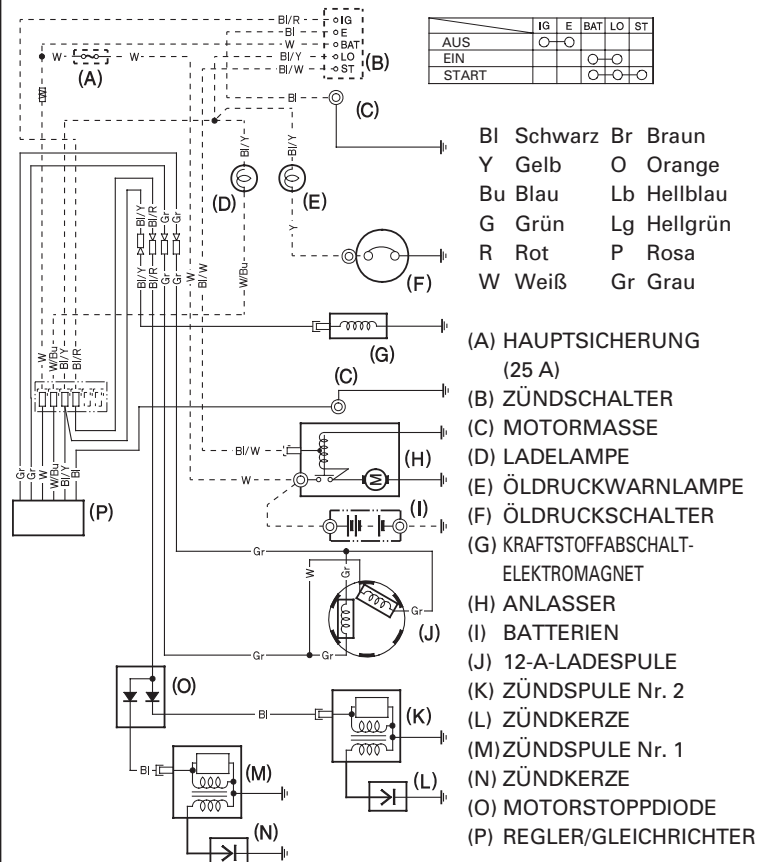 Bl/R IG
Bl E
W BAT
Bl/Y LO
Bl/W ST
(B)
IG E BAT LO ST
AUS
EIN
START
W W
(A)
W
Bl (C)
Bl/Y Bl/Y
(D) (E)
Y
(F)
Bl/Y Bl/R Gr Gr
Bl/Y Bl/R Gr Gr
W Bl/W W/Bu
(G)
W W/Bu Bl/Y Bl/R
(C)
Bl/W (H)
W M
(I)
Gr Gr W W/Bu Bl/Y Bl
(P)
Gr
W Gr Gr
(J)
Gr Gr
(O)
Bl (K)
Bl (M)
(L)
(N)
Bl Schwarz Br Braun
Y Gelb O Orange
Bu Blau Lb Hellblau
G Grün Lg Hellgrün
R Rot P Rosa
W Weiß Gr Grau
(A) HAUPTSICHERUNG
(25 A)
(B) ZÜNDSCHALTER
(C) MOTORMASSE
(D) LADELAMPE
(E) ÖLDRUCKWARNLAMPE
(F) ÖLDRUCKSCHALTER
(G) KRAFTSTOFFABSCHALT-
ELEKTROMAGNET
(H) ANLASSER
(I) BATTERIEN
(J) 12-A-LADESPULE
(K) ZÜNDSPULE Nr. 2
(L) ZÜNDKERZE
(M) ZÜNDSPULE Nr. 1
(N) ZÜNDKERZE
(O) MOTORSTOPPDIODE
(P) REGLER/GLEICHRICHTER